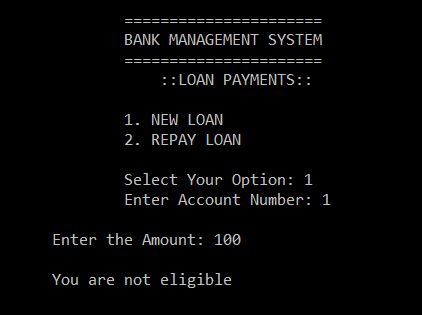 ======================
BANK MANAGEMENT SYSTEM
======================
::LOAN PAYMENTS::
1. NEW LOAN
2. REPAY LOAN
Select Your Option: 1
Enter Account Number: 1
Enter the Amount: 100
You are not eligible